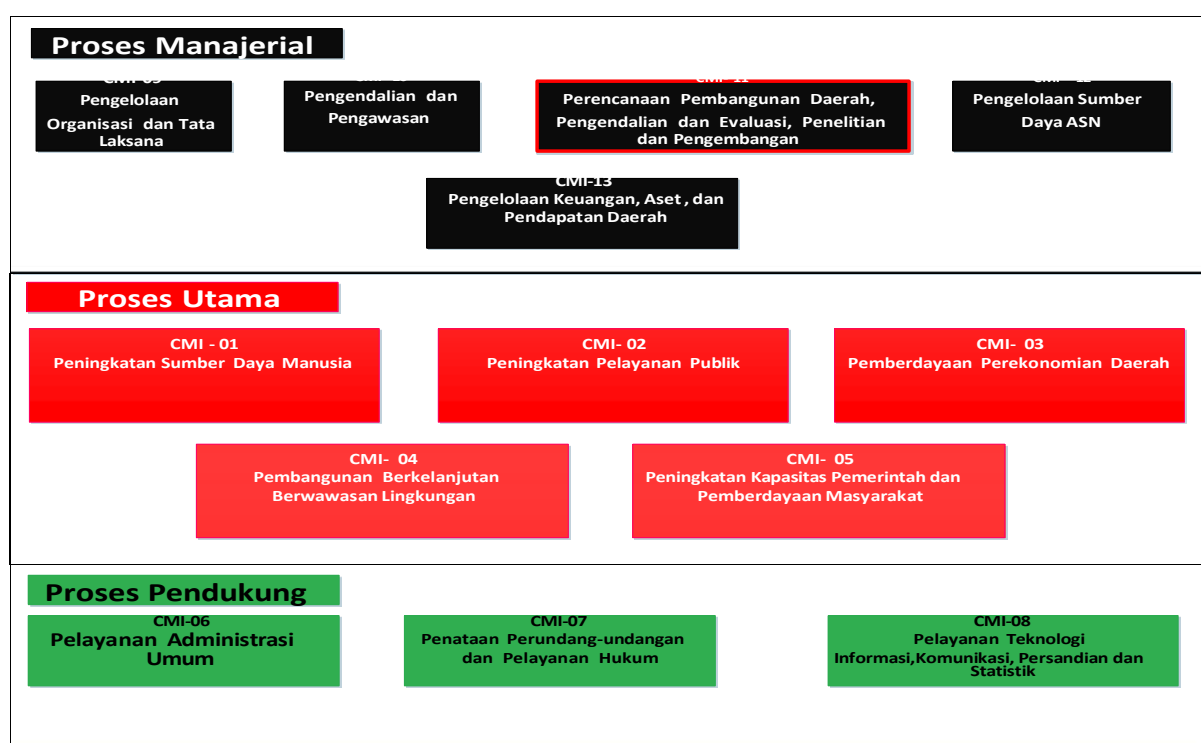 Proses Manajerial
Pengelolaan
Organisasi dan Tata
Laksana
Pengendalian dan
Pengawasan
CMI- 11
Perencanaan Pembangunan Daerah,
Pengendalian dan Evaluasi, Penelitian
dan Pengembangan
Pengelolaan Sumber
Daya ASN
CMI-13
Pengelolaan Keuangan, Aset, dan
Pendapatan Daerah
Proses Utama
CMI - 01
Peningkatan Sumber Daya Manusia
CMI- 02
Peningkatan Pelayanan Publik
CMI- 03
Pemberdayaan Perekonomian Daerah
CMI- 04
Pembangunan Berkelanjutan
Berwawasan Lingkungan
CMI- 05
Peningkatan Kapasitas Pemerintah dan
Pemberdayaan Masyarakat
Proses Pendukung
CMI-06
Pelayanan Administrasi
Umum
CMI-07
Penataan Perundang-undangan
dan Pelayanan Hukum
CMI-08
Pelayanan Teknologi
Informasi,Komunikasi, Persandian dan
Statistik